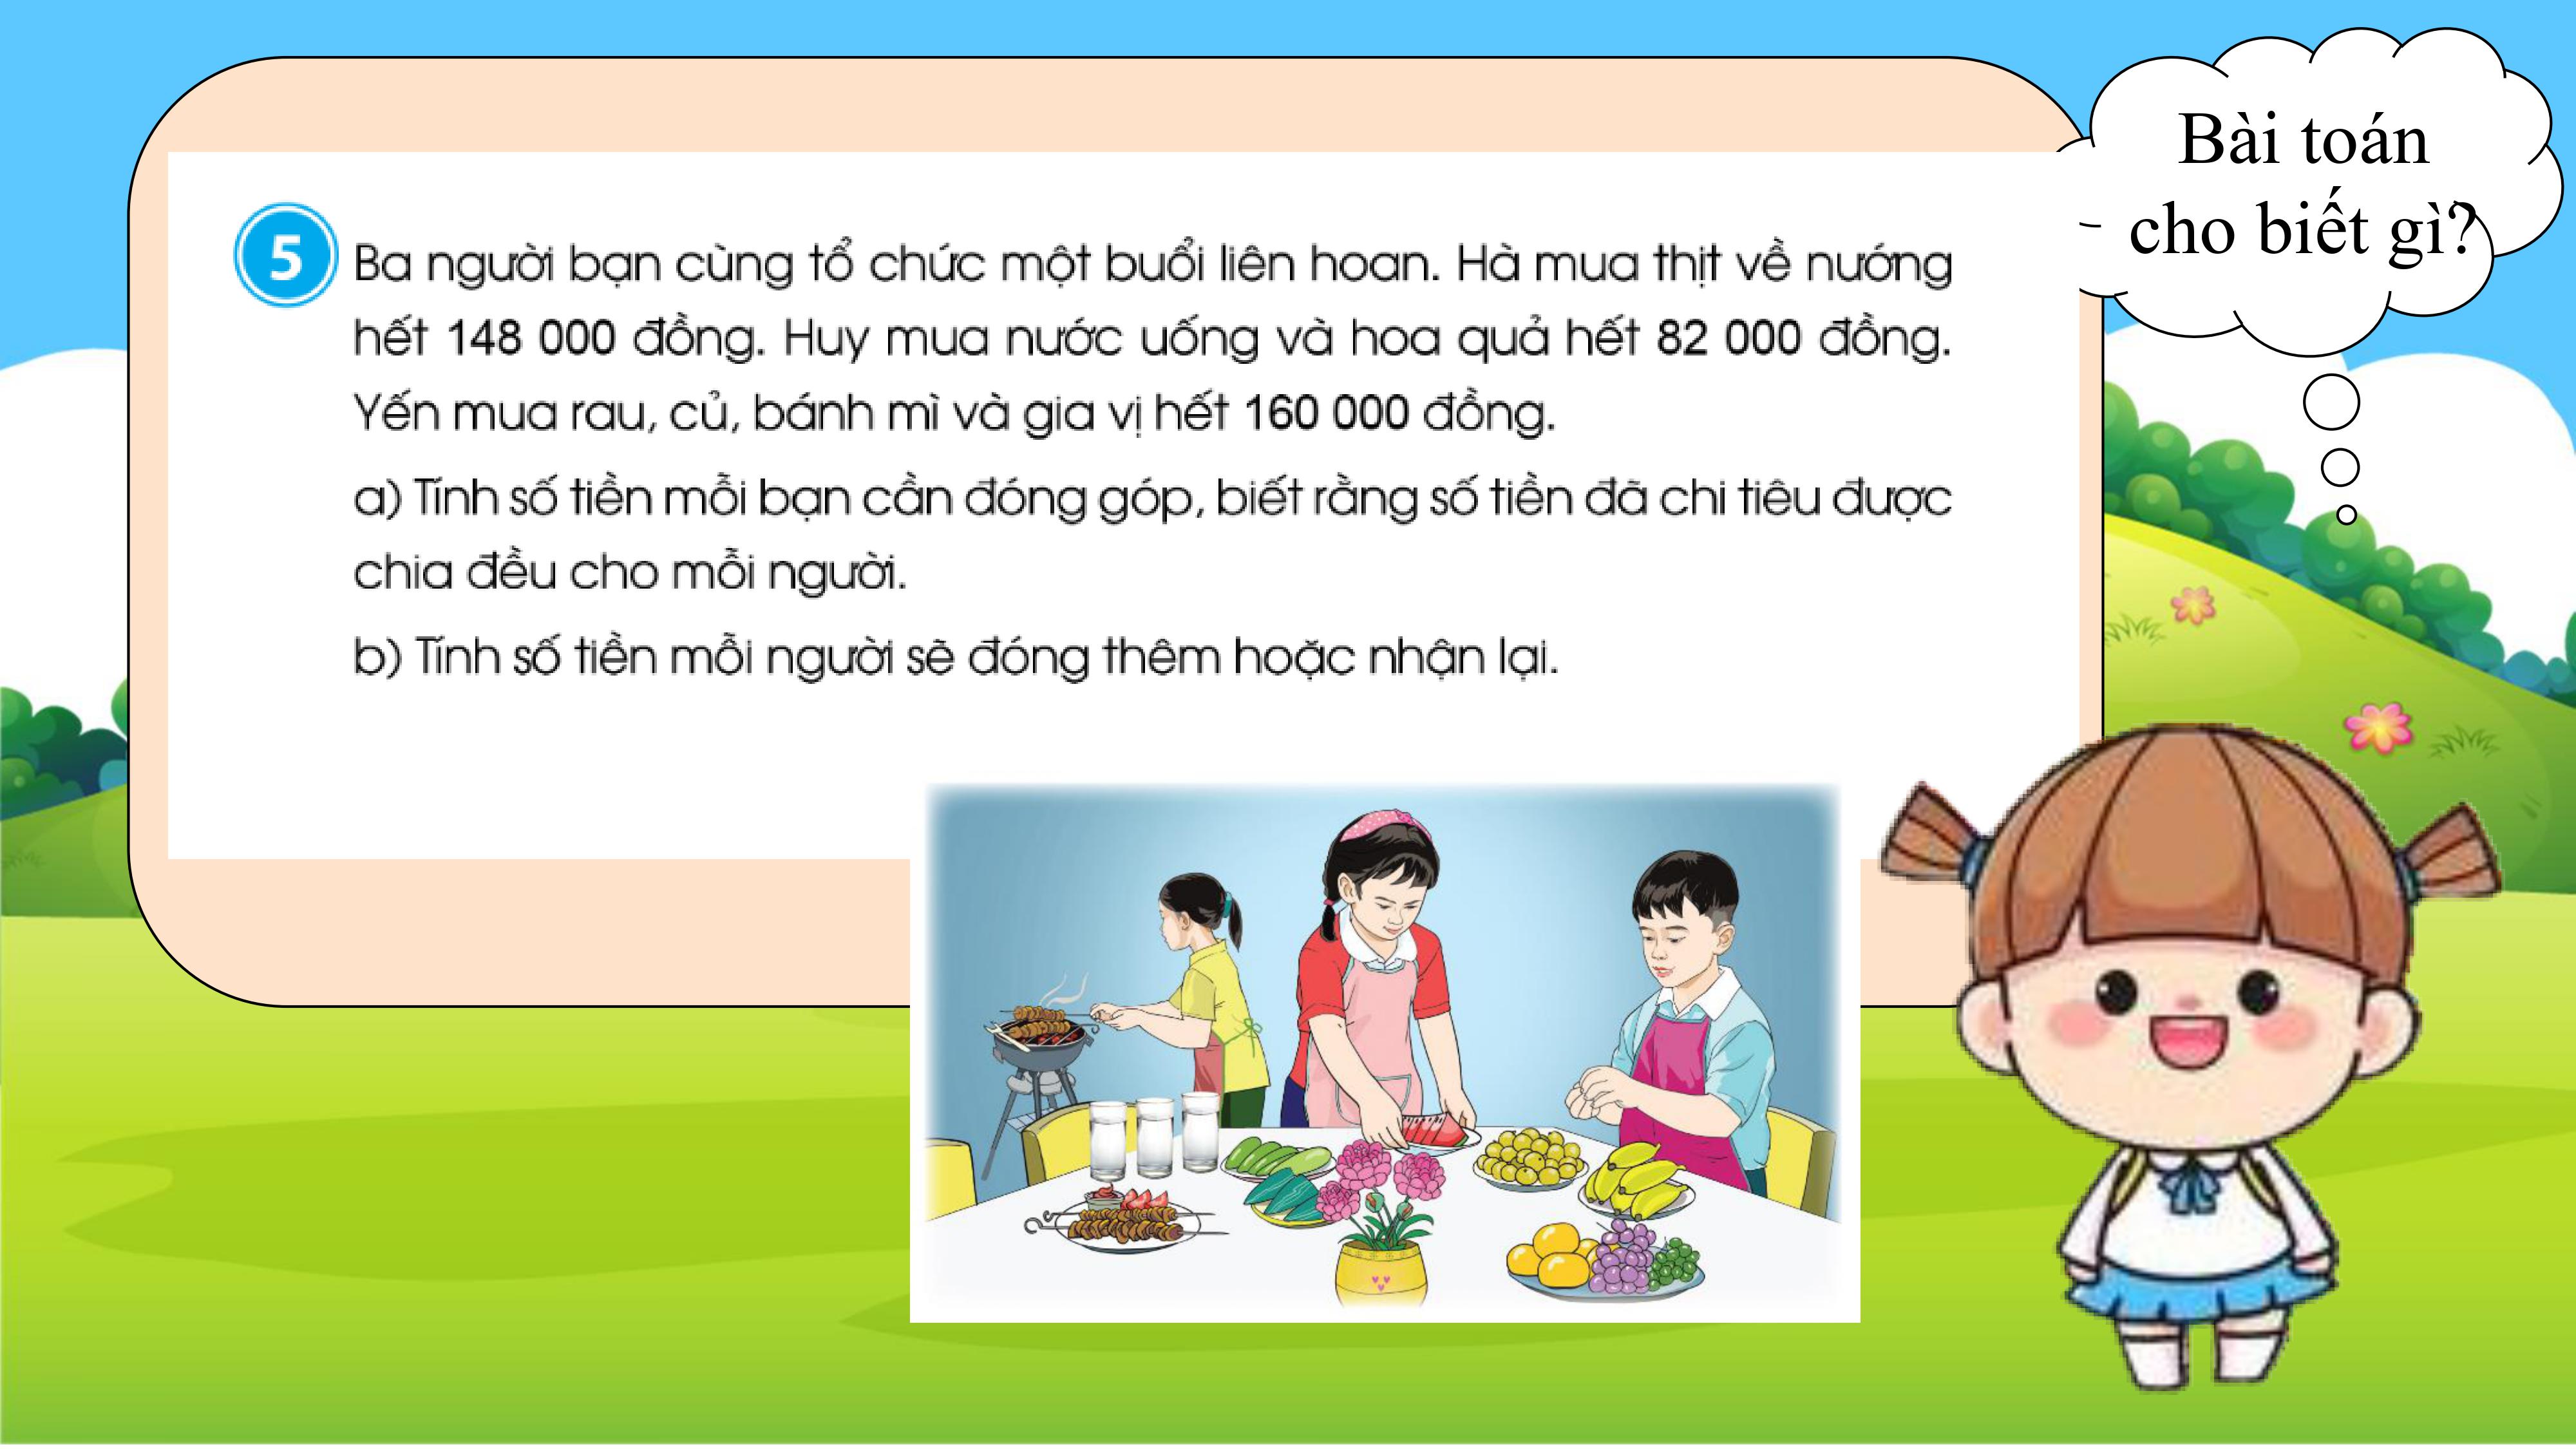 5
Ba người bạn cùng tổ chức một buổi liên hoan. Hà mua thịt về nướng
hết 148 000 đồng. Huy mua nước uống và hoa quả hết 82 000 đồng.
Yến mua rau, củ, bánh mì và gia vị hết 160 000 đồng.
a) Tính số tiền mỗi bạn cần đóng góp, biết rằng số tiền đã chi tiêu được
chia đều cho mỗi người.
b) Tính số tiền mỗi người sẽ đóng thêm hoặc nhận lại.
Bài toán
cho biết gì?